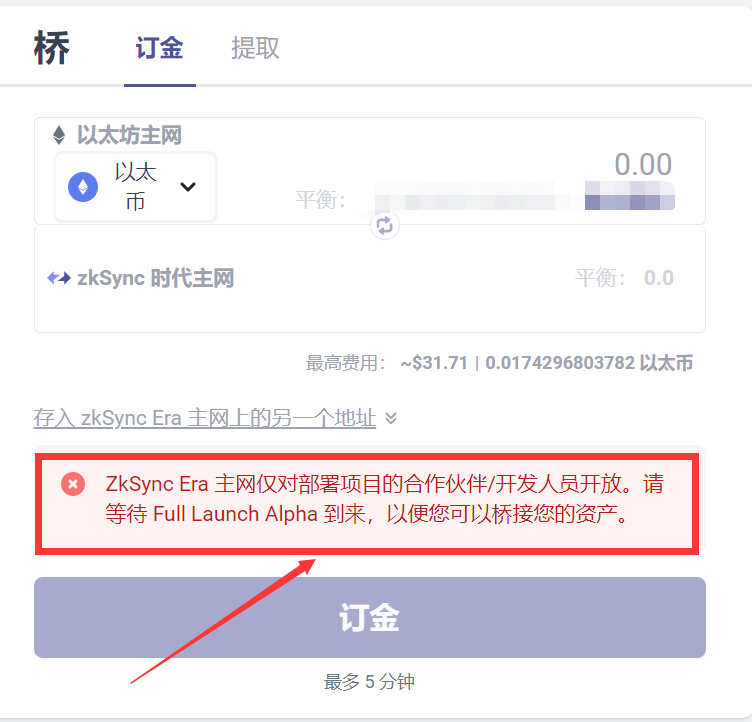 桥 订金 提取
以太坊主网
0.00
以太
币
平衡：
zkSync 时代主网 平衡： 0.0
最高费用： ~$31.71 | 0.0174296803782 以太币
存入 zkSync Era 主网上的另一个地址
ZkSync Era 主网仅对部署项目的合作伙伴/开发人员开放。请
等待 Full Launch Alpha 到来，以便您可以桥接您的资产。
订金
最多 5 分钟